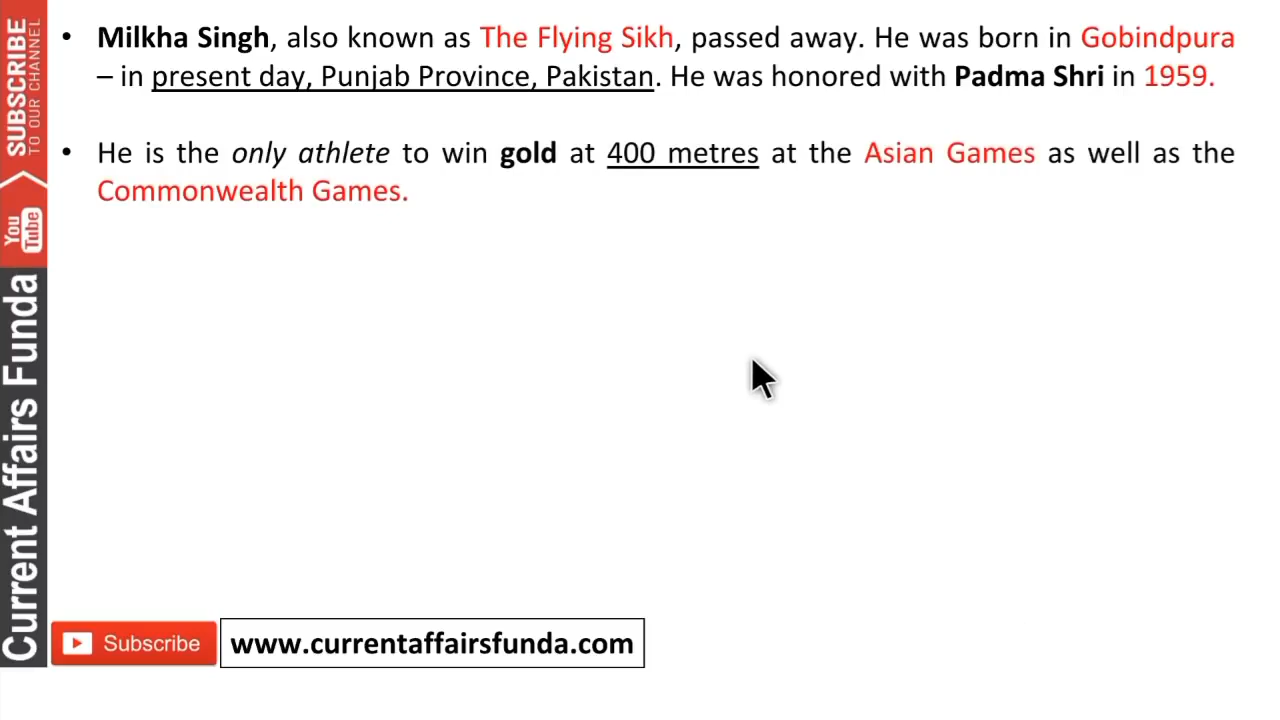 • Milkha Singh, also known as The Flying Sikh, passed away. He was born in Gobindpura
– in present day, Punjab Province, Pakistan. He was honored with Padma Shri in 1959.
• He is the only athlete to win gold at 400 metres at the Asian Games as well as the
Commonwealth Games.
SUBSCRIBE
TO OUR CHANNEL
You
Tube
Current Affairs Funda
Subscribe
www.currentaffairsfunda.com